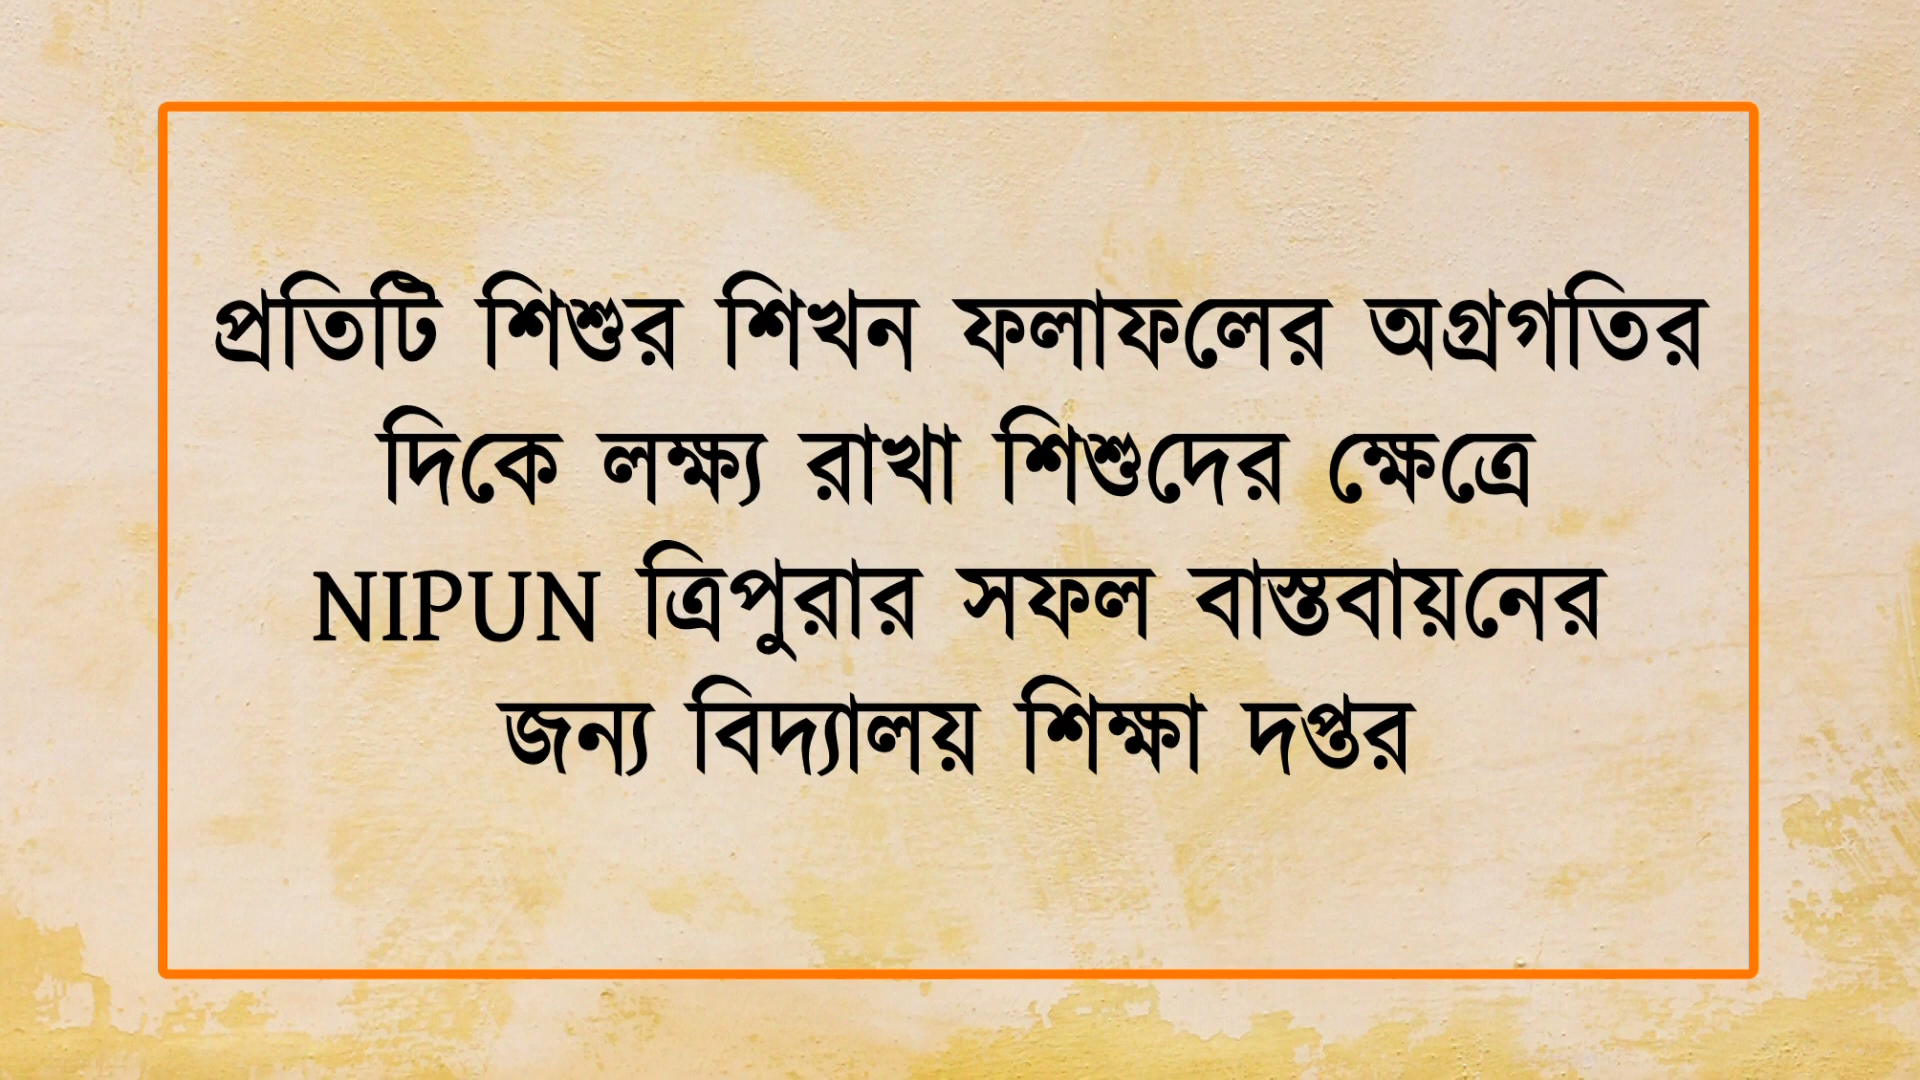 প্রতিটি শিশুর শিখন ফলাফলের অগ্রগতির
দিকে লক্ষ্য রাখা শিশুদের ক্ষেত্রে
NIPUN ত্রিপুরার সফল বাস্তবায়নের
জন্য বিদ্যালয় শিক্ষা দপ্তর